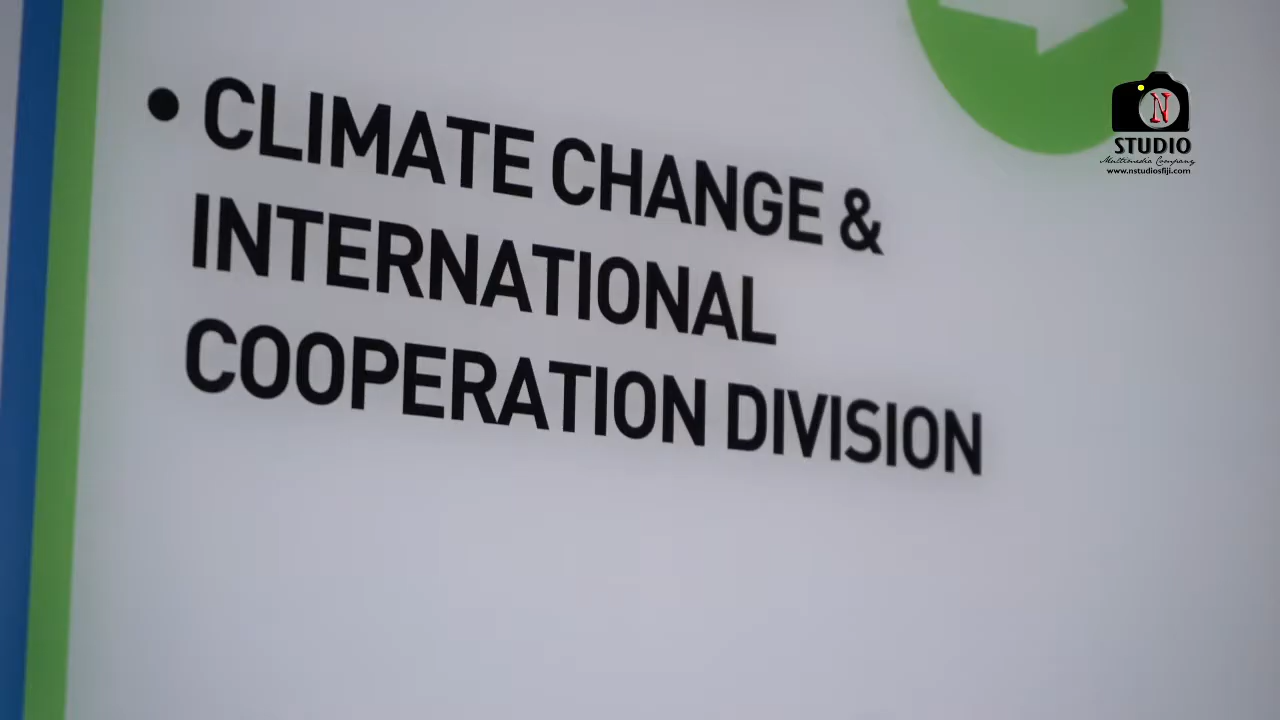 • CLIMATE CHANGE &
INTERNATIONAL
COOPERATION DIVISION
N
STUDIO
Multimedia Company
www.nstudiosfiji.com